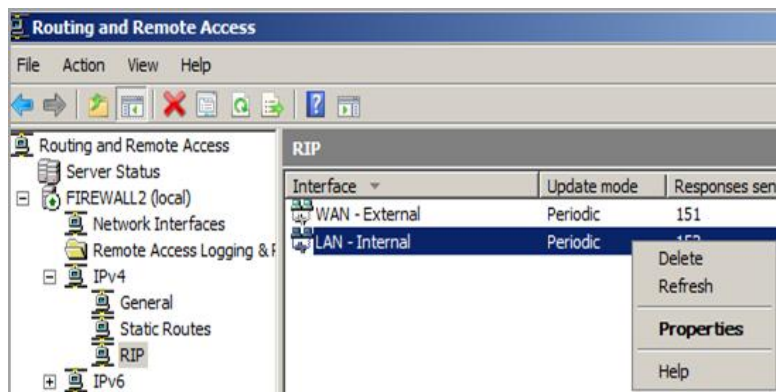 Routing and Remote Access
File Action View Help
Routing and Remote Access
Server Status
FIREWALL2 (local)
Network Interfaces
Remote Access Logging &
IPv4
General
Static Routes
RIP
IPv6
RIP
Interface Update mode Responses sen
WAN - External Periodic 151
LAN - Internal Periodic
Delete
Refresh
Properties
Help